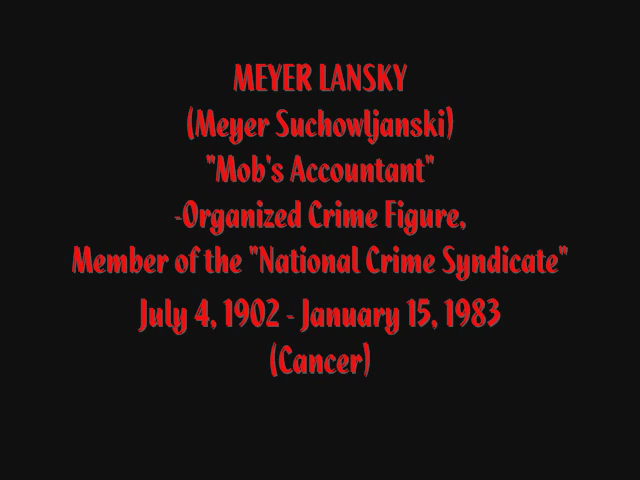 MEYER LANSKY
(Meyer Suchowljanski)
"Mob's Accountant"
-Organized Crime Figure,
Member of the "National Crime Syndicate"
July 4, 1902 - January 15, 1983
(Cancer)